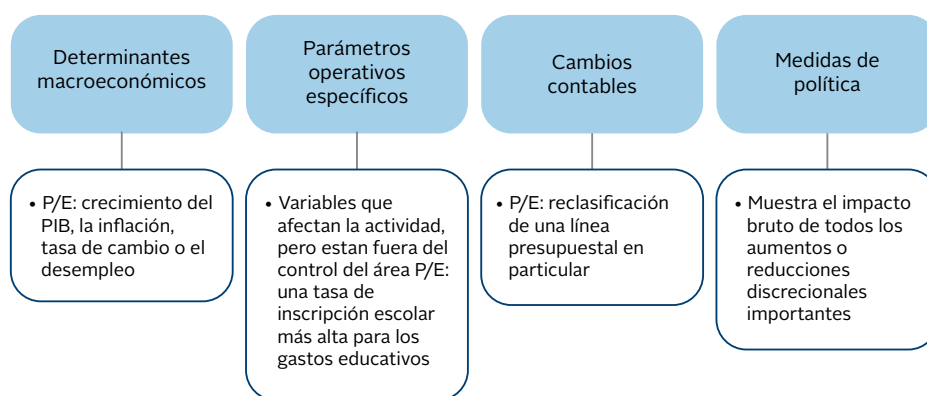 Determinantes
macroeconómicos
• P/E: crecimiento del
PIB, la inflación,
tasa de cambio o el
desempleo
Parámetros
operativos
específicos
• Variables que
afectan la actividad,
pero estan fuera del
control del área P/E:
una tasa de
inscripción escolar
más alta para los
gastos educativos
Cambios
contables
• P/E: reclasificación
de una línea
presupuestal en
particular
Medidas de
política
• Muestra el impacto
bruto de todos los
aumentos o
reducciones
discrecionales
importantes